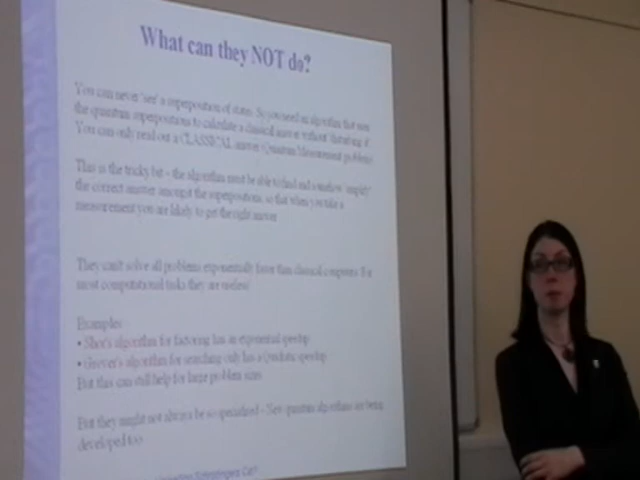 What can they NOT do?
You can never 'see' a superposition of states. So you need an algorithm that uses
the quantum superpositions to calculate a classical answer without 'disturbing' it
You can only read out a CLASSICAL answer (Quantum Measurement problem)
This is the tricky bit – the algorithm must be able to find and somehow 'amplify'
the correct answer amongst the superpositions, so that when you take a
measurement you are likely to get the right answer
They can't solve all problems exponentially faster than classical computers. For
most computational tasks they are useless!
Examples
• Shor's algorithm for factoring has an exponential speedup
• Grover's algorithm for searching only has a Quadratic speedup
But this can still help for large problem sizes
But they might not always be so specialised – New quantum algorithms are being
developed too